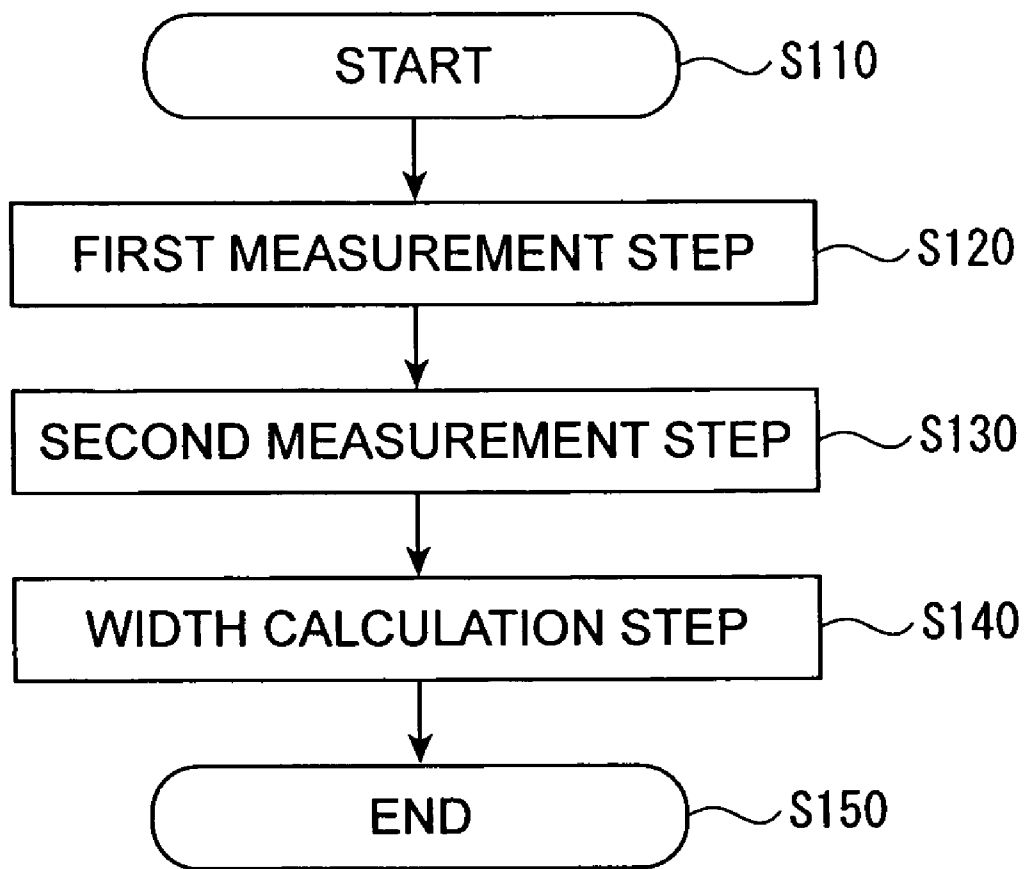 START S110
FIRST MEASUREMENT STEP S120
SECOND MEASUREMENT STEP S130
WIDTH CALCULATION STEP S140
END S150